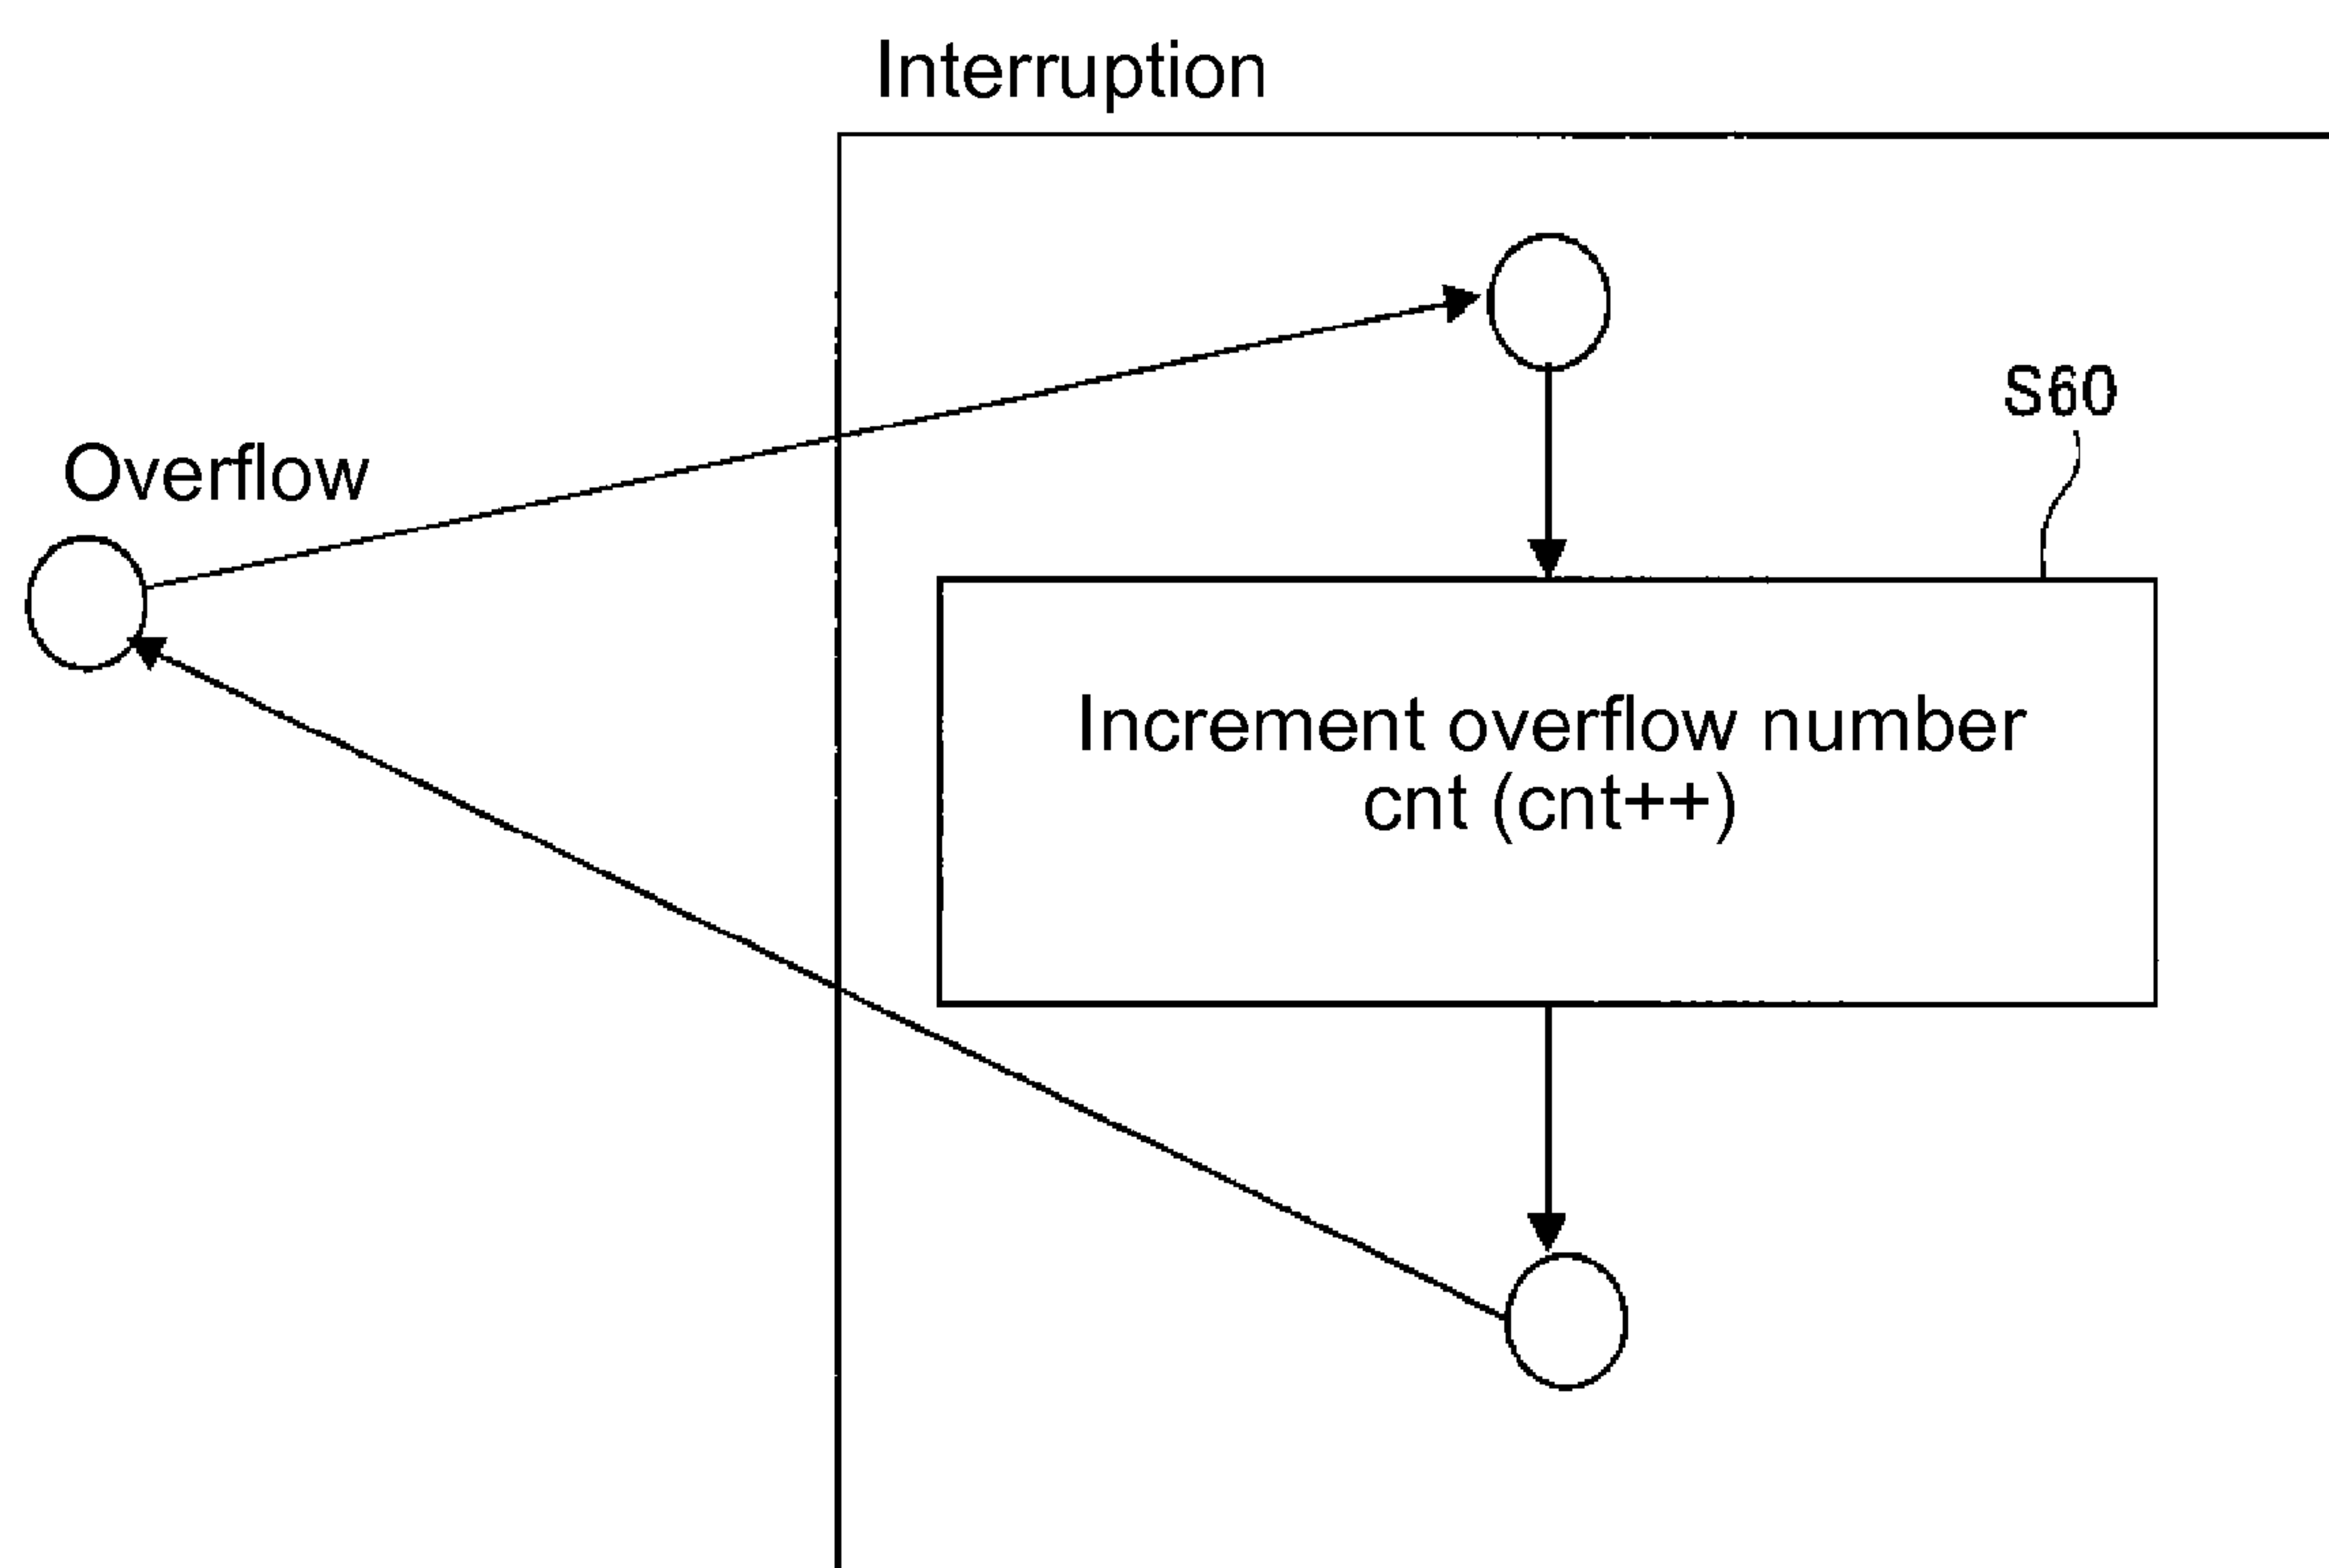 Interruption
S60
Overflow
Increment overflow number
cnt (cnt++)